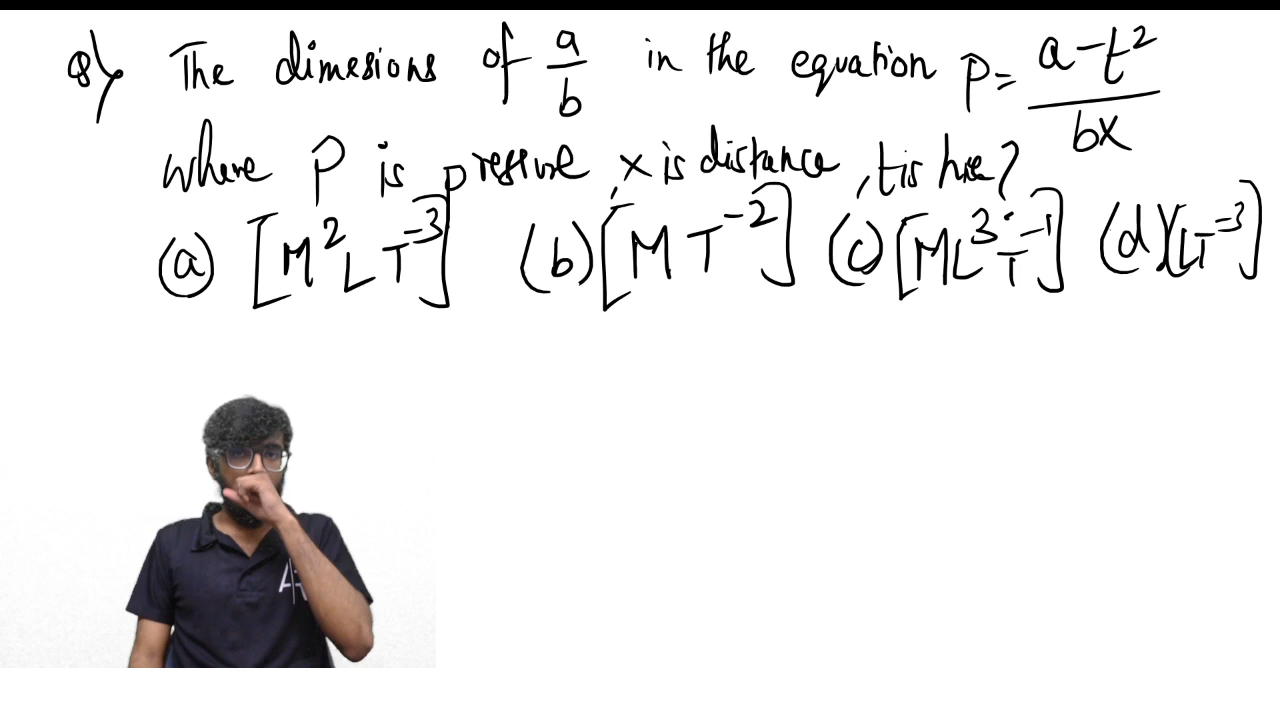 Q) The dimesions of a/b in the equation P = (a-t²)/bx
where P is pressure, x is distance, t is time?
(a) [M²LT⁻³] (b) [MT⁻²] (c) [ML³T⁻¹] (d) [LT⁻³]